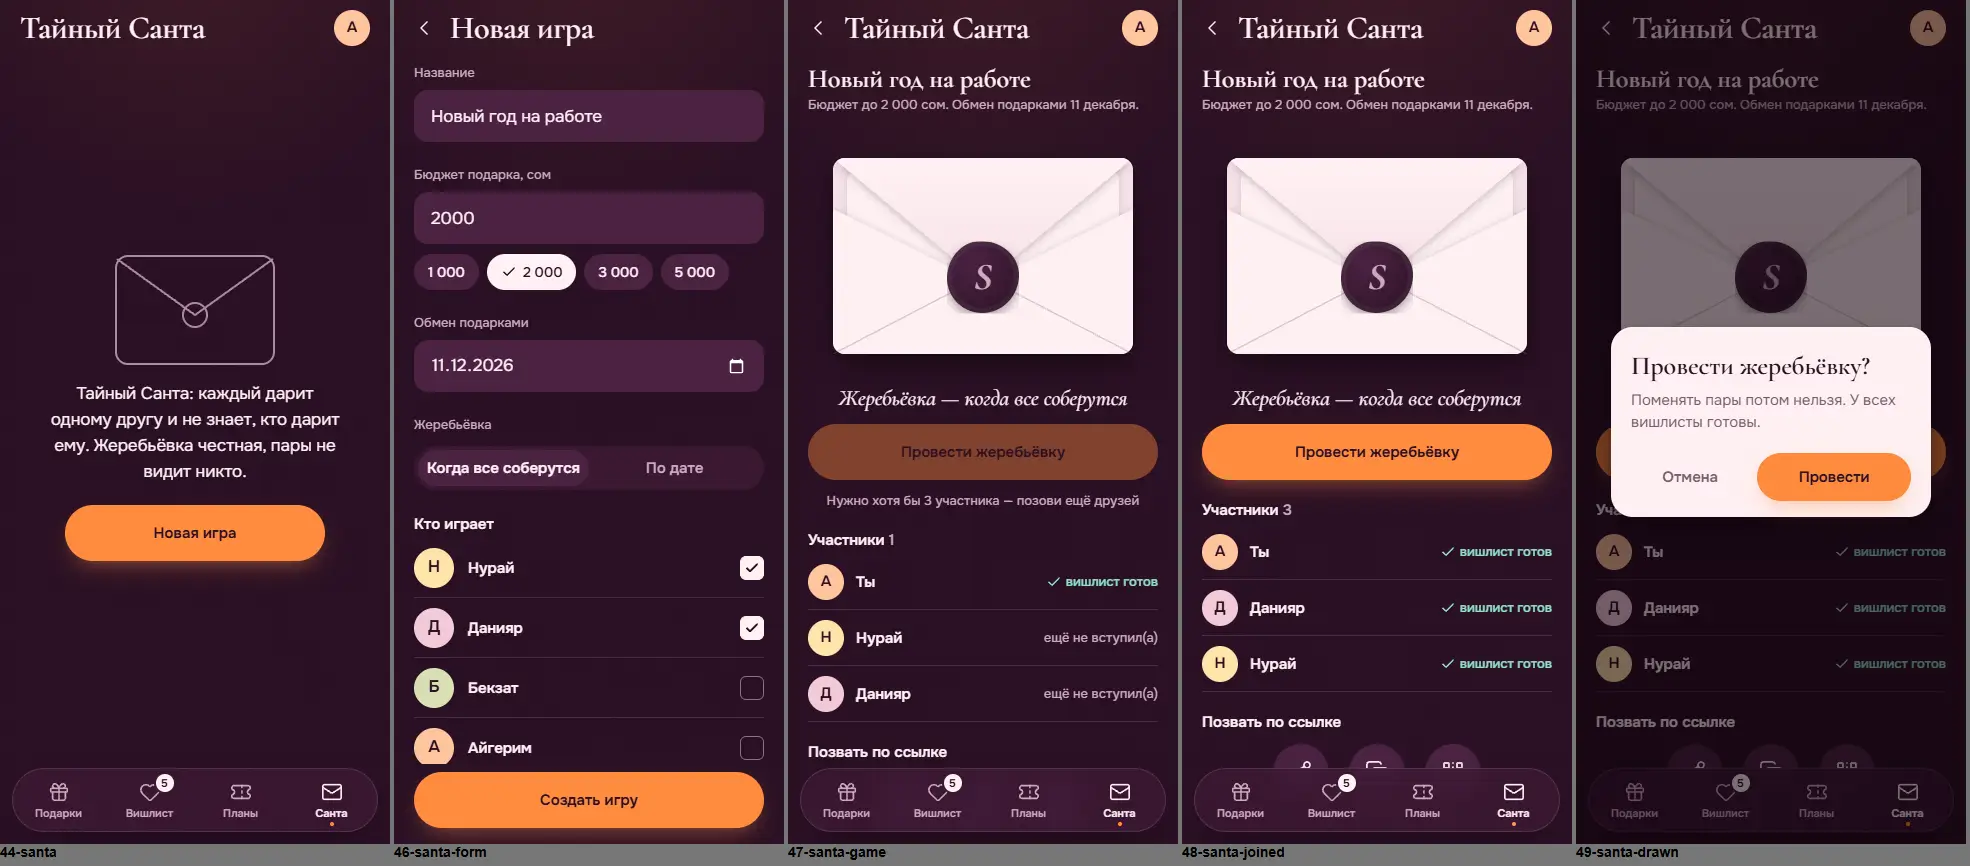 Тайный Санта
А
Тайный Санта: каждый дарит
одному другу и не знает, кто дарит
ему. Жеребьёвка честная, пары не
видит никто.
Новая игра
Подарки
5
Вишлист
Планы
Санта
44-santa
Новая игра
Название
Новый год на работе
Бюджет подарка, сом
2000
1 000
2 000
3 000
5 000
Обмен подарками
11.12.2026
Жеребьёвка
Когда все соберутся
По дате
Кто играет
Н
Нурай
Д
Данияр
Б
Бекзат
А
Айгерим
Создать игру
46-santa-form
Тайный Санта
А
Новый год на работе
Бюджет до 2 000 сом. Обмен подарками 11 декабря.
S
Жеребьёвка — когда все соберутся
Провести жеребьёвку
Нужно хотя бы 3 участника — позови ещё друзей
Участники 1
А
Ты
вишлист готов
Н
Нурай
ещё не вступил(а)
Д
Данияр
ещё не вступил(а)
Позвать по ссылке
Подарки
5
Вишлист
Планы
Санта
47-santa-game
Тайный Санта
А
Новый год на работе
Бюджет до 2 000 сом. Обмен подарками 11 декабря.
S
Жеребьёвка — когда все соберутся
Провести жеребьёвку
Участники 3
А
Ты
вишлист готов
Д
Данияр
вишлист готов
Н
Нурай
вишлист готов
Позвать по ссылке
Подарки
5
Вишлист
Планы
Санта
48-santa-joined
Тайный Санта
А
Новый год на работе
Бюджет до 2 000 сом. Обмен подарками 11 декабря.
S
Провести жеребьёвку?
Поменять пары потом нельзя. У всех
вишлисты готовы.
Отмена
Провести
А
Ты
вишлист готов
Д
Данияр
вишлист готов
Н
Нурай
вишлист готов
Позвать по ссылке
Подарки
5
Вишлист
Планы
Санта
49-santa-drawn